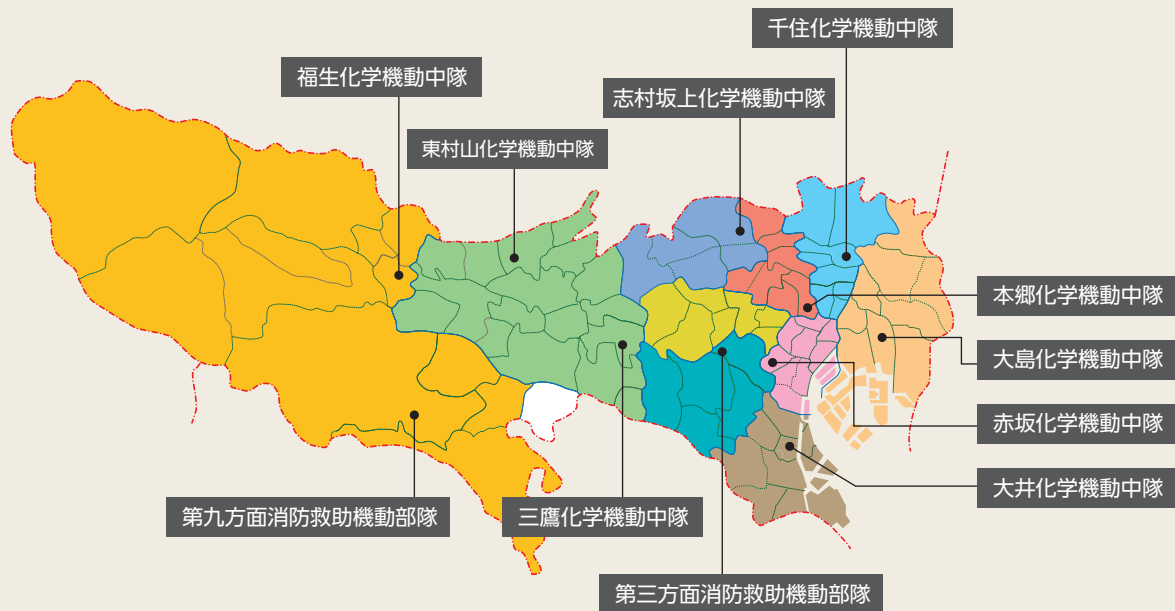 千住化学機動中隊
福生化学機動中隊
志村坂上化学機動中隊
東村山化学機動中隊
本郷化学機動中隊
大島化学機動中隊
赤坂化学機動中隊
大井化学機動中隊
第九方面消防救助機動部隊
三鷹化学機動中隊
第三方面消防救助機動部隊